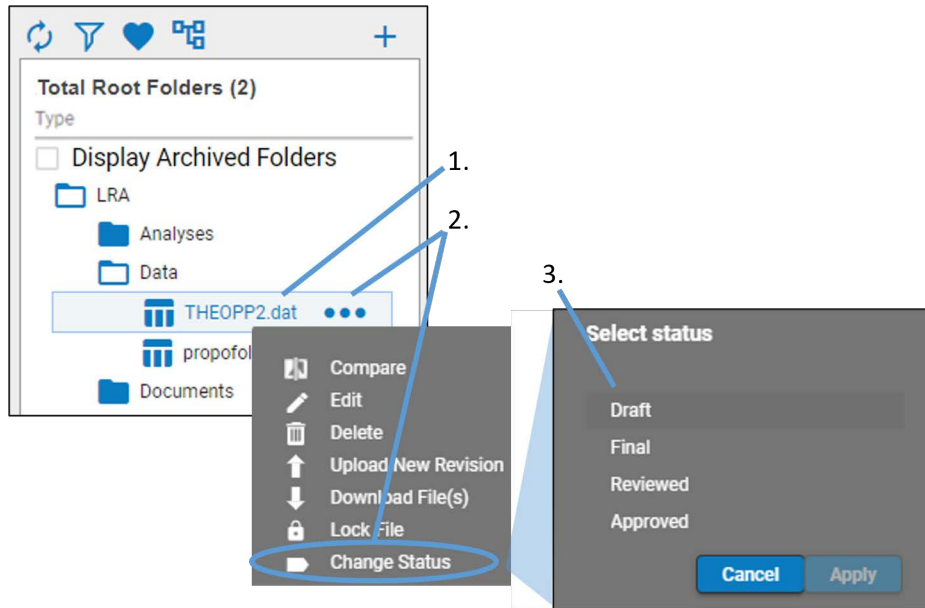 Total Root Folders (2)
Type
Display Archived Folders
1.
LRA
Analyses
2.
Data
3.
THEOPP2.dat
propofol
Documents
Compare
Edit
Delete
Upload New Revision
Download File(s)
Lock File
Change Status
Select status
Draft
Final
Reviewed
Approved
Cancel
Apply